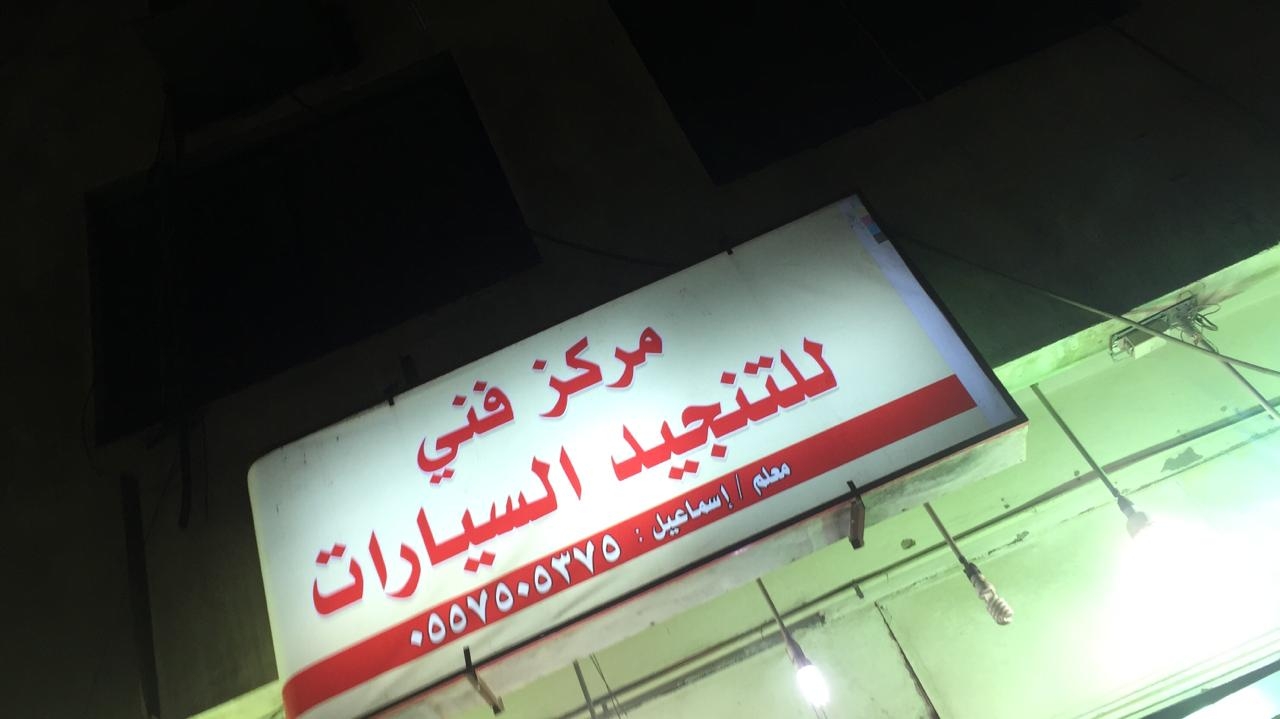 مركز فني
للتنجيد السيارات
معلم / إسماعيل : ٠٥٥٧٥٠٥٣٧٥